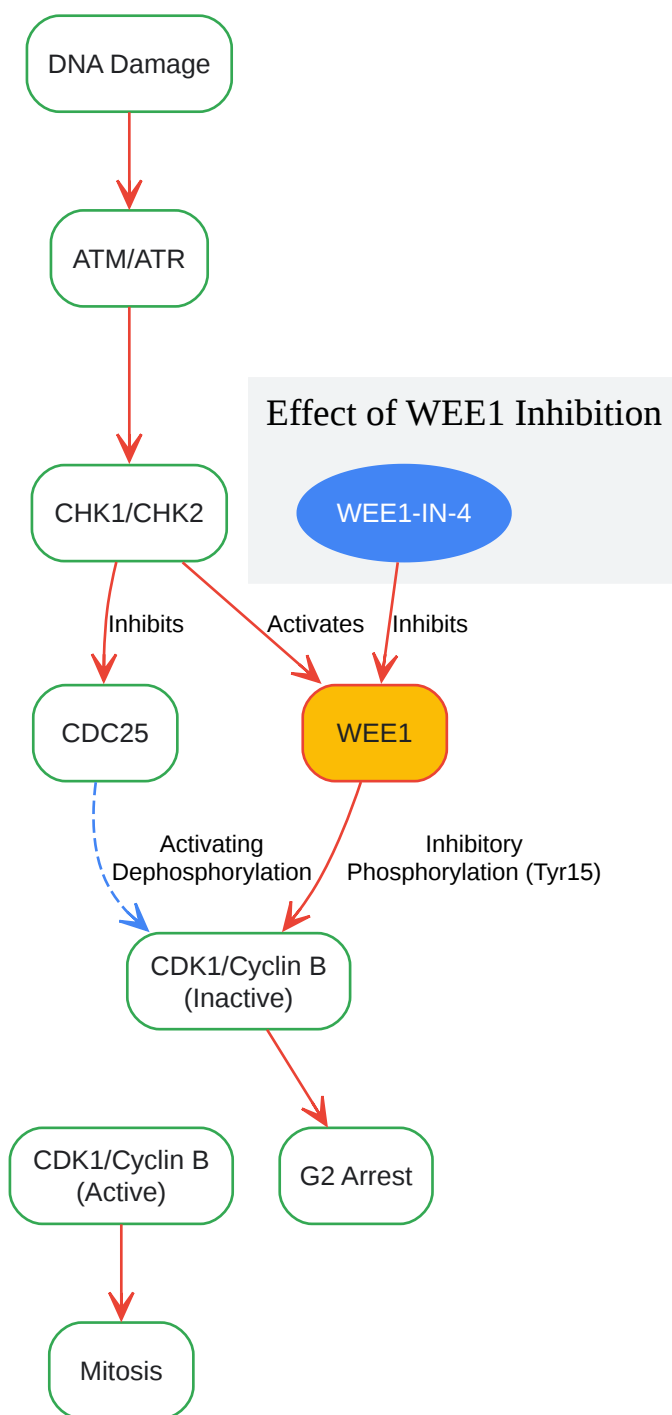 DNA Damage
ATM/ATR
Effect of WEE1 Inhibition
CHK1/CHK2
WEE1-IN-4
Inhibits
Activates
Inhibits
CDC25
WEE1
Activating
Dephosphorylation
Inhibitory
Phosphorylation (Tyr15)
CDK1/Cyclin B
(Inactive)
CDK1/Cyclin B
(Active)
G2 Arrest
Mitosis